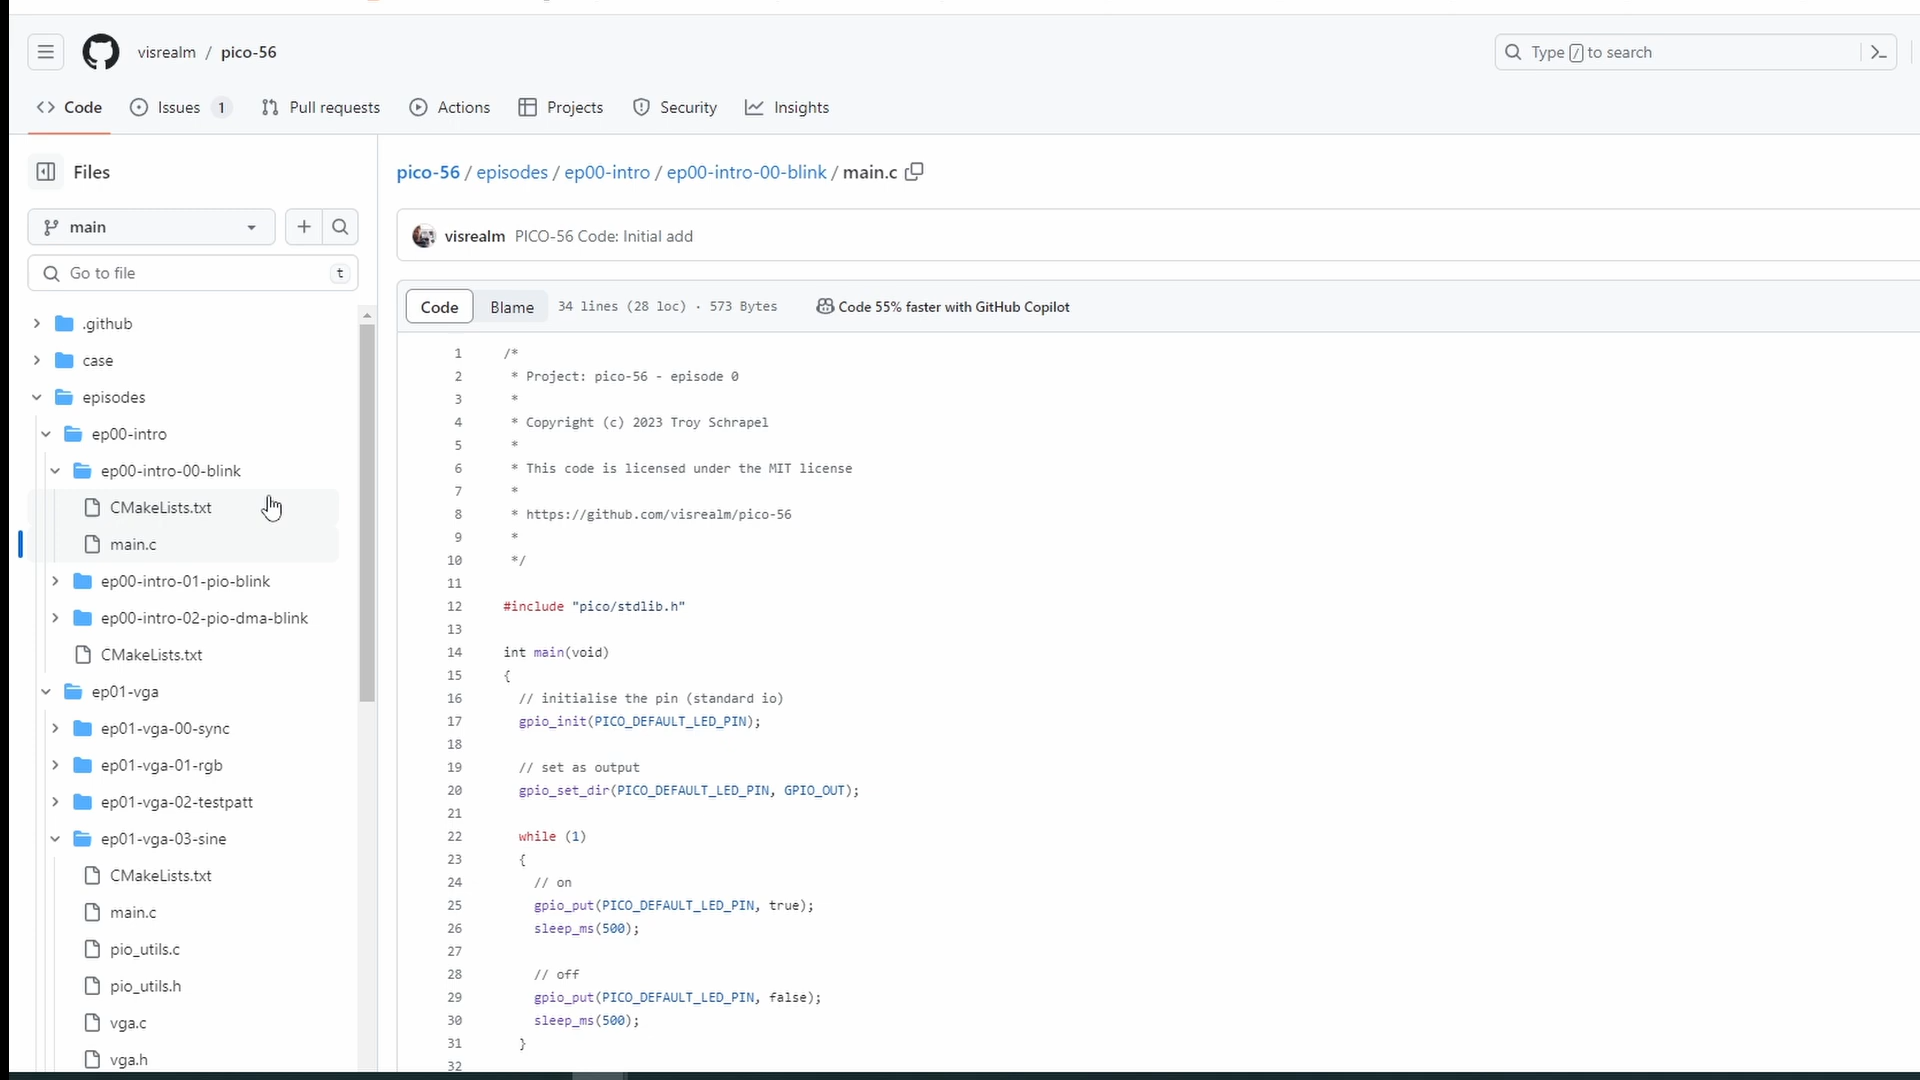 visrealm / pico-56
Type / to search
Code
Issues 1
Pull requests
Actions
Projects
Security
Insights
Files
main
Go to file
t
.github
case
episodes
ep00-intro
ep00-intro-00-blink
CMakeLists.txt
main.c
ep00-intro-01-pio-blink
ep00-intro-02-pio-dma-blink
CMakeLists.txt
ep01-vga
ep01-vga-00-sync
ep01-vga-01-rgb
ep01-vga-02-testpatt
ep01-vga-03-sine
CMakeLists.txt
main.c
pio_utils.c
pio_utils.h
vga.c
vga.h
pico-56 / episodes / ep00-intro / ep00-intro-00-blink / main.c
visrealm PICO-56 Code: Initial add
Code Blame 34 lines (28 loc) · 573 Bytes Code 55% faster with GitHub Copilot
1 /*
2 * Project: pico-56 - episode 0
3 *
4 * Copyright (c) 2023 Troy Schrapel
5 *
6 * This code is licensed under the MIT license
7 *
8 * https://github.com/visrealm/pico-56
9 *
10 */
11
12 #include "pico/stdlib.h"
13
14 int main(void)
15 {
16 // initialise the pin (standard io)
17 gpio_init(PICO_DEFAULT_LED_PIN);
18
19 // set as output
20 gpio_set_dir(PICO_DEFAULT_LED_PIN, GPIO_OUT);
21
22 while (1)
23 {
24 // on
25 gpio_put(PICO_DEFAULT_LED_PIN, true);
26 sleep_ms(500);
27
28 // off
29 gpio_put(PICO_DEFAULT_LED_PIN, false);
30 sleep_ms(500);
31 }
32